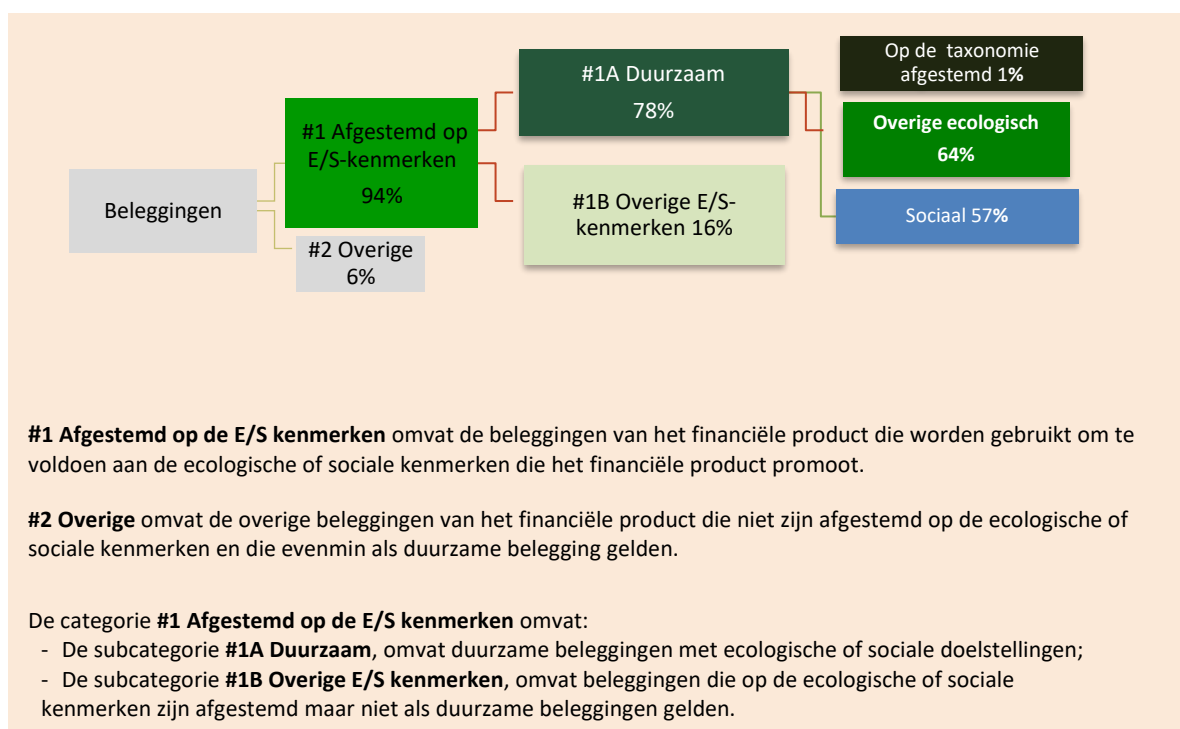 Beleggingen
#1 Afgestemd op
E/S-kenmerken
94%
#2 Overige
6%
#1A Duurzaam
78%
#1B Overige E/S-
kenmerken 16%
Op de taxonomie
afgestemd 1%
Overige ecologisch
64%
Sociaal 57%
#1 Afgestemd op de E/S kenmerken omvat de beleggingen van het financiële product die worden gebruikt om te
voldoen aan de ecologische of sociale kenmerken die het financiële product promoot.
#2 Overige omvat de overige beleggingen van het financiële product die niet zijn afgestemd op de ecologische of
sociale kenmerken en die evenmin als duurzame belegging gelden.
De categorie #1 Afgestemd op de E/S kenmerken omvat:
- De subcategorie #1A Duurzaam, omvat duurzame beleggingen met ecologische of sociale doelstellingen;
- De subcategorie #1B Overige E/S kenmerken, omvat beleggingen die op de ecologische of sociale
kenmerken zijn afgestemd maar niet als duurzame beleggingen gelden.